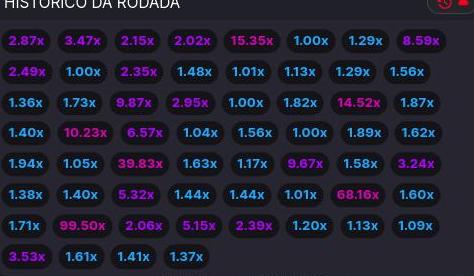 HISTÓRICO DA RODADA
2.87x 3.47x 2.15x 2.02x 15.35x 1.00x 1.29x 8.59x
2.49x 1.00x 2.35x 1.48x 1.01x 1.13x 1.29x 1.56x
1.36x 1.73x 9.87x 2.95x 1.00x 1.82x 14.52x 1.87x
1.40x 10.23x 6.57x 1.04x 1.56x 1.00x 1.89x 1.62x
1.94x 1.05x 39.83x 1.63x 1.17x 9.67x 1.58x 3.24x
1.38x 1.40x 5.32x 1.44x 1.44x 1.01x 68.16x 1.60x
1.71x 99.50x 2.06x 5.15x 2.39x 1.20x 1.13x 1.09x
3.53x 1.61x 1.41x 1.37x